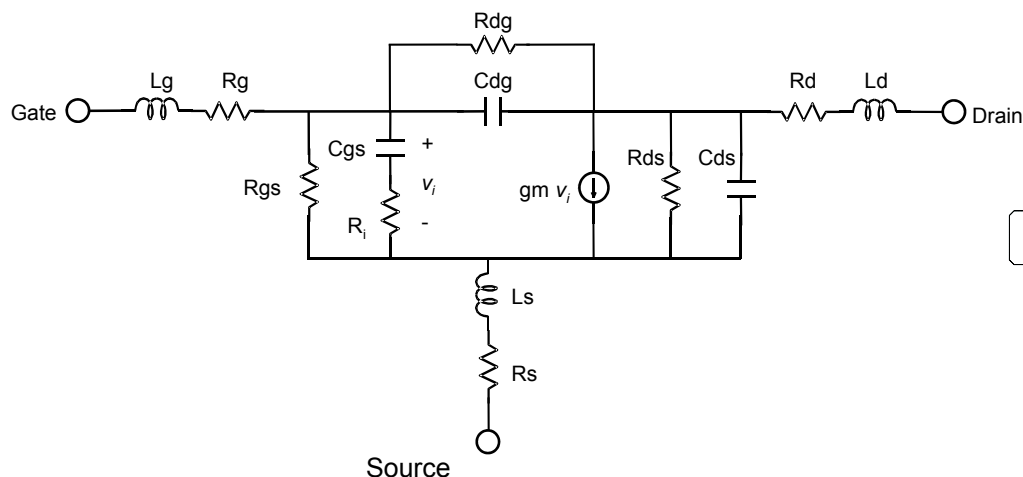 Rdg
Lg Rg Cdg Rd Ld
Gate Drain
Cgs + Rds Cds
Rgs vi gm vi
Ri -
Ls
Rs
Source